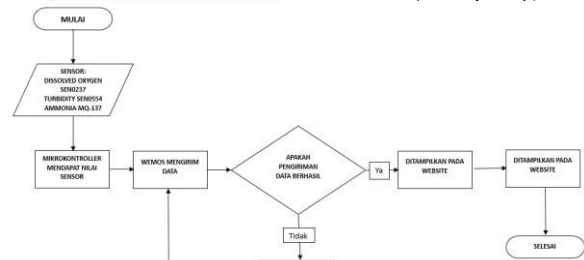 MULAI
SENSOR:
DISSOLVED OXYGEN
SEN0237
TURBIDITY SEN0554
AMMONIA MQ-137
MIKROKONTROLLER
MENDAPAT NILAI
SENSOR
WEMOS MENGIRIM
DATA
APAKAH
PENGIRIMAN
DATA BERHASIL
Ya
DITAMPILKAN PADA
WEBSITE
DITAMPILKAN PADA
WEBSITE
Tidak
SELESAI